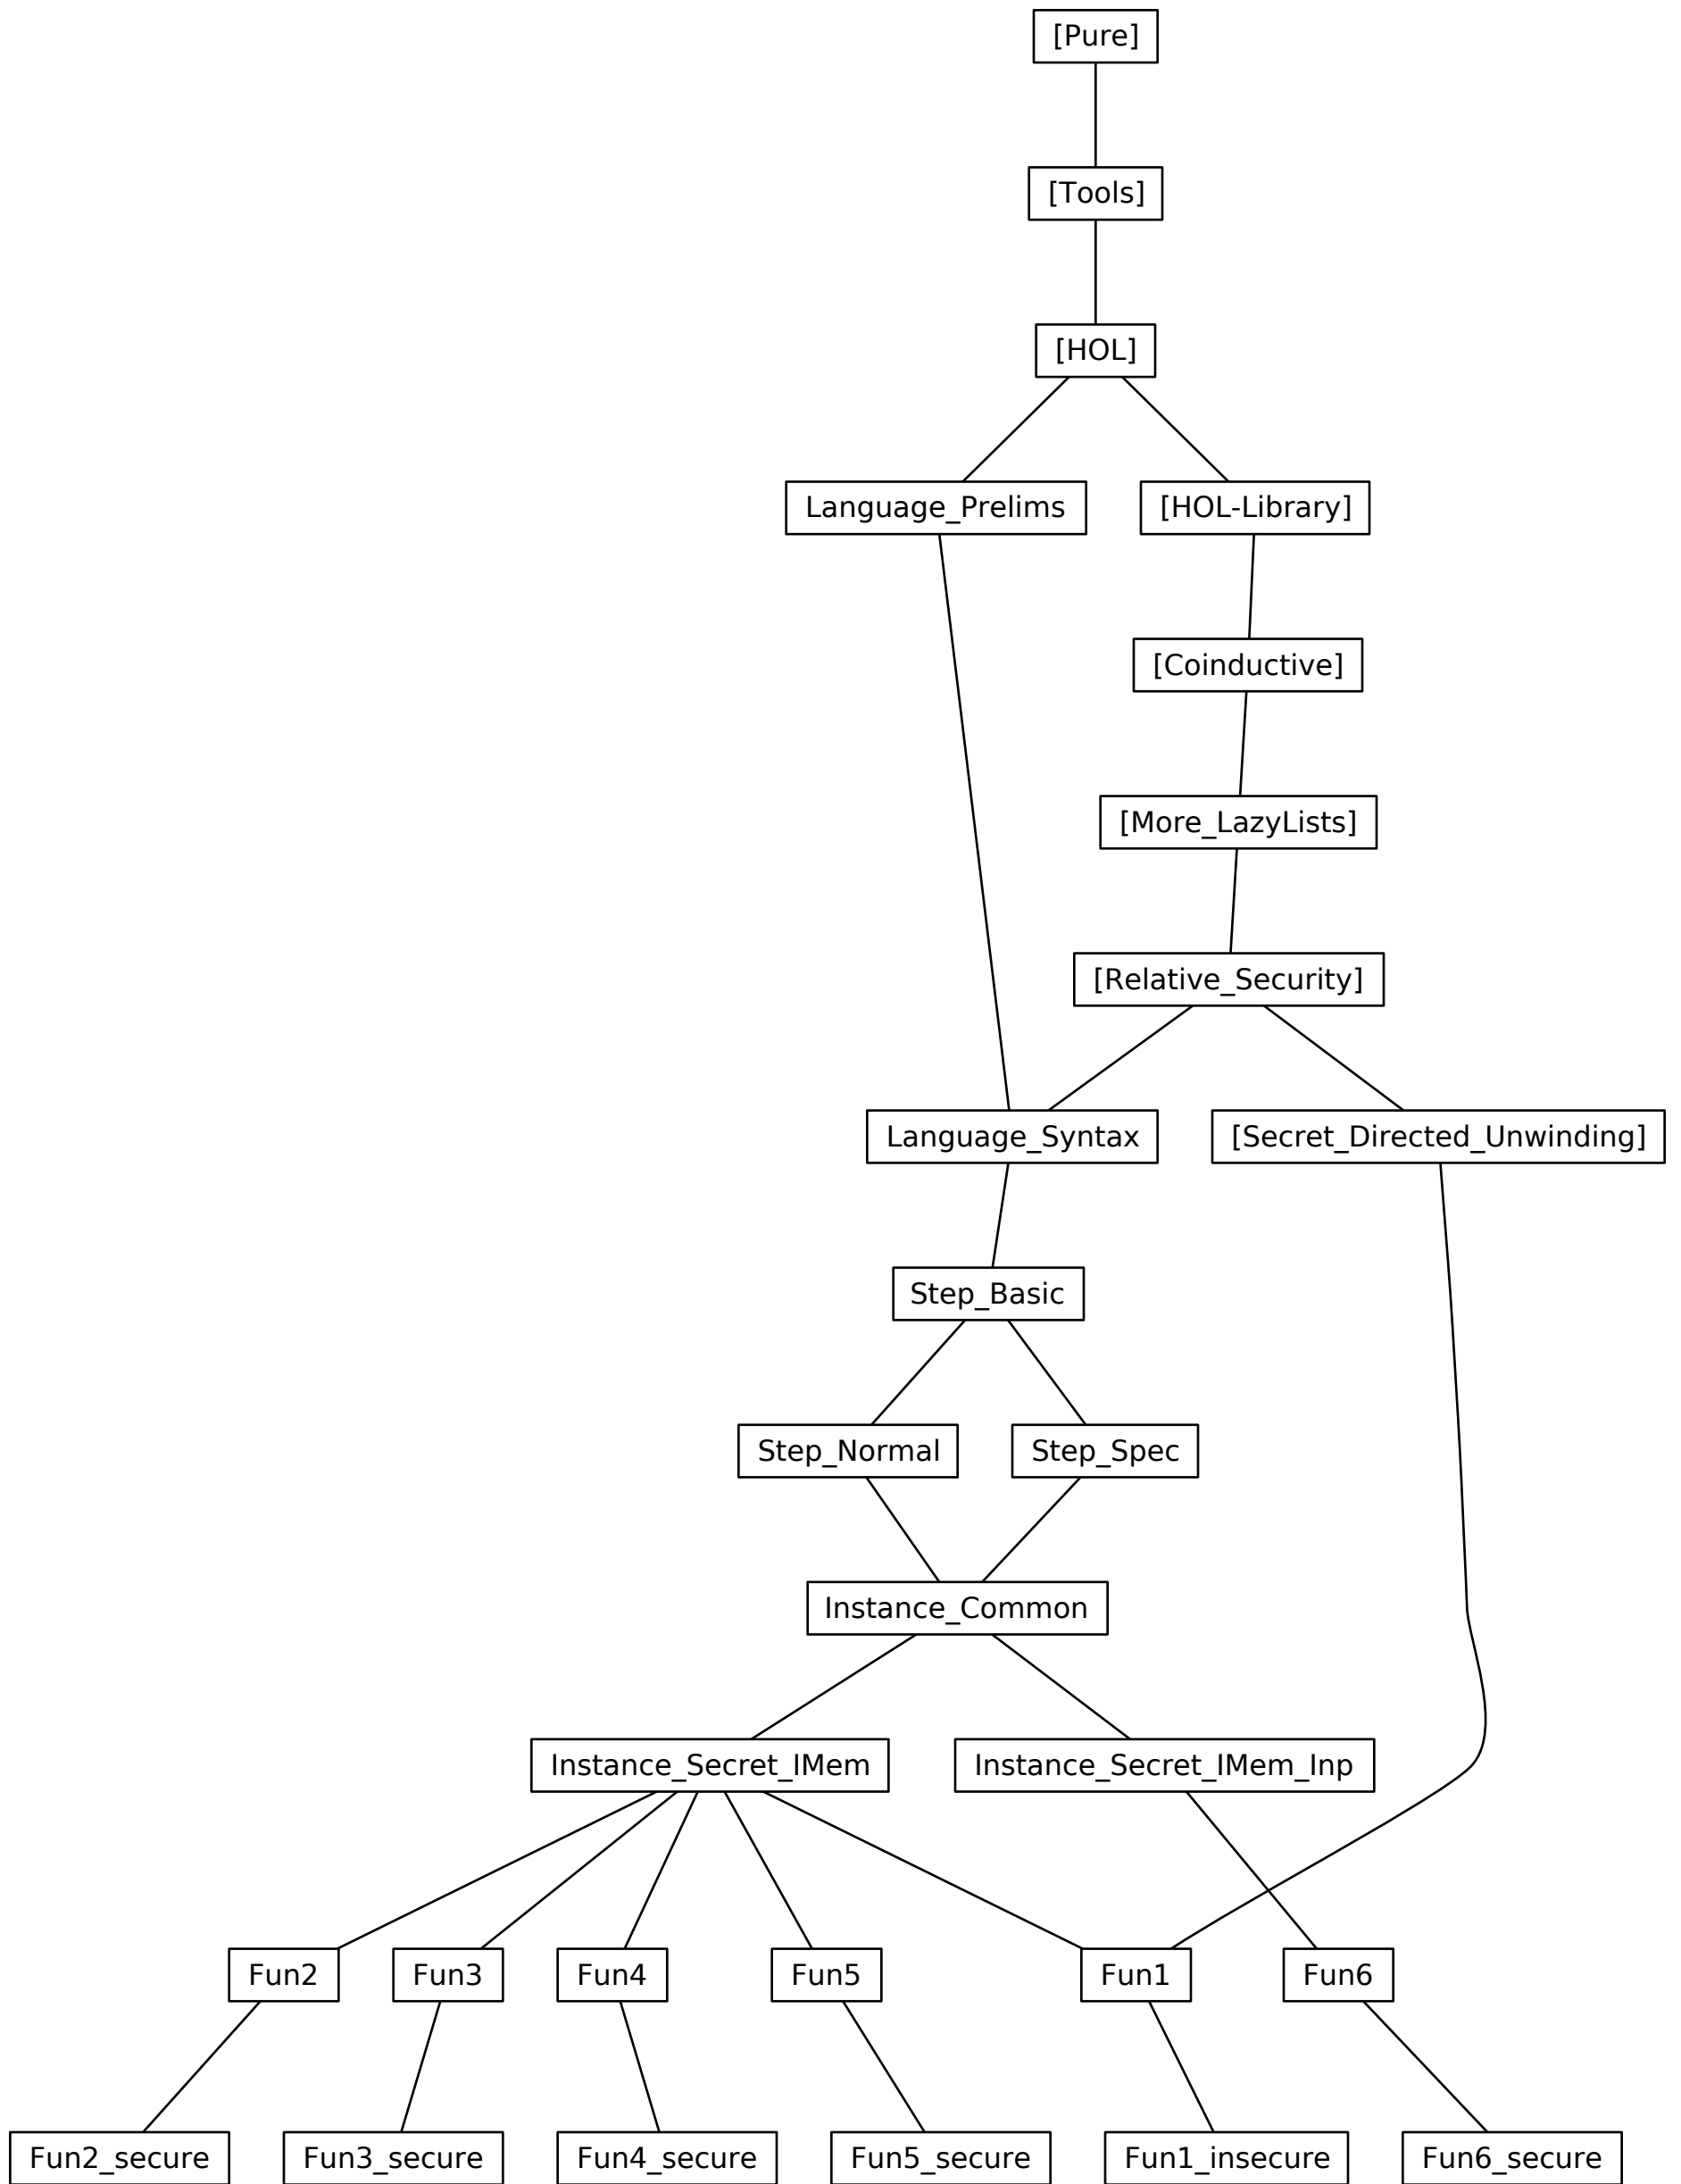 [Pure]
[Tools]
[HOL]
Language_Prelims
[HOL-Library]
[Coinductive]
[More_LazyLists]
[Relative_Security]
Language_Syntax
[Secret_Directed_Unwinding]
Step_Basic
Step_Normal
Step_Spec
Instance_Common
Instance_Secret_IMem
Instance_Secret_IMem_Inp
Fun2
Fun3
Fun4
Fun5
Fun1
Fun6
Fun2_secure
Fun3_secure
Fun4_secure
Fun5_secure
Fun1_insecure
Fun6_secure